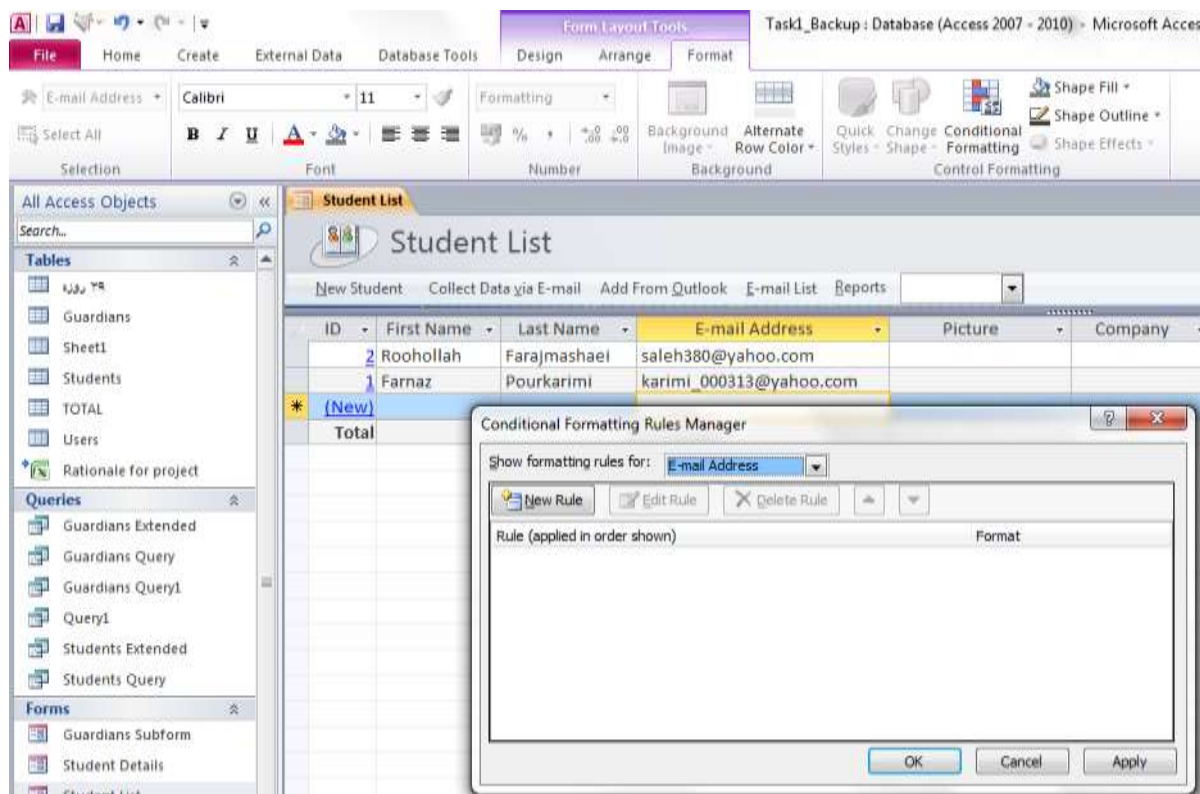 Form Layout Tools
Task1_Backup : Database (Access 2007 - 2010) - Microsoft Acces
File Home Create External Data Database Tools Design Arrange Format
E-mail Address Calibri 11 Formatting
Select All B I U A % ,
Background Image Alternate Row Color Quick Styles Change Shape Conditional Formatting
Shape Fill
Shape Outline
Shape Effects
Selection Font Number Background Control Formatting
All Access Objects
Search...
Tables
۲۹ روزه
Guardians
Sheet1
Students
TOTAL
Users
Rationale for project
Queries
Guardians Extended
Guardians Query
Guardians Query1
Query1
Students Extended
Students Query
Forms
Guardians Subform
Student Details
Student List
Student List
Student List
New Student Collect Data via E-mail Add From Outlook E-mail List Reports
ID First Name Last Name E-mail Address Picture Company
2 Roohollah Farajmashaei saleh380@yahoo.com
1 Farnaz Pourkarimi karimi_000313@yahoo.com
* (New)
Total
Conditional Formatting Rules Manager
Show formatting rules for: E-mail Address
New Rule Edit Rule Delete Rule
Rule (applied in order shown) Format
OK Cancel Apply